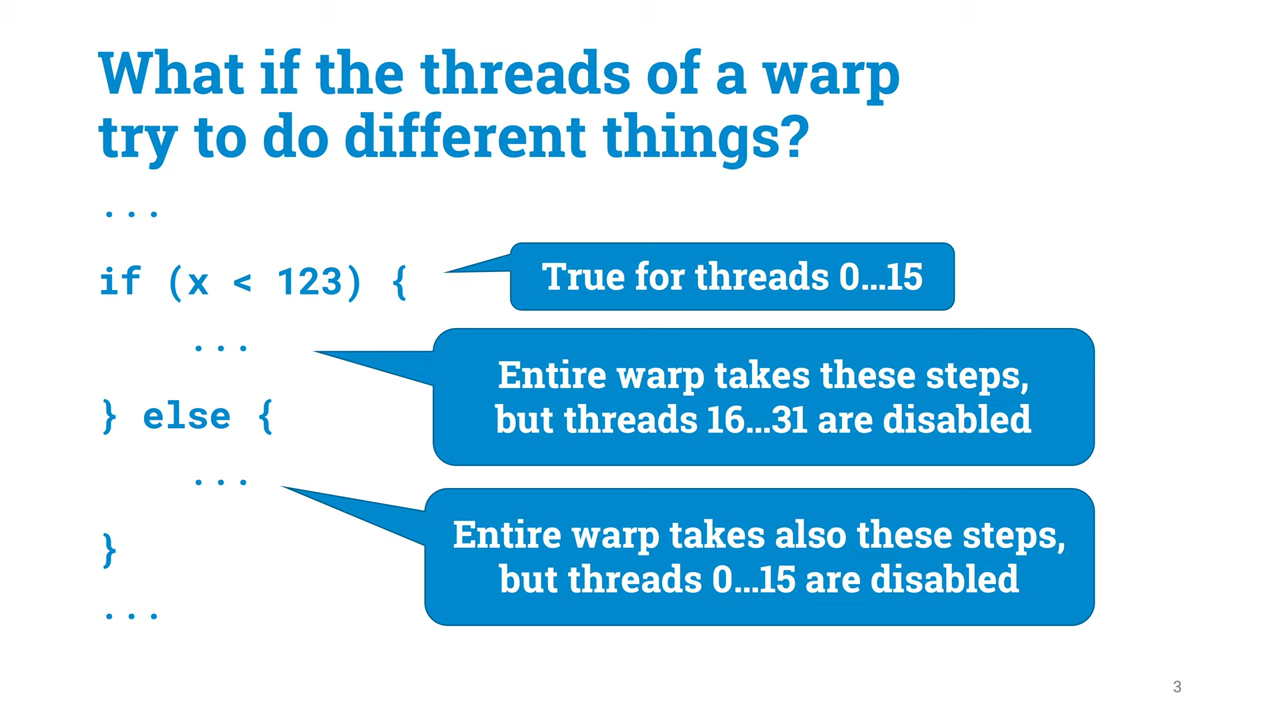 What if the threads of a warp
try to do different things?
...
if (x < 123) {
True for threads 0…15
...
Entire warp takes these steps,
but threads 16…31 are disabled
} else {
...
Entire warp takes also these steps,
but threads 0…15 are disabled
}
...
3